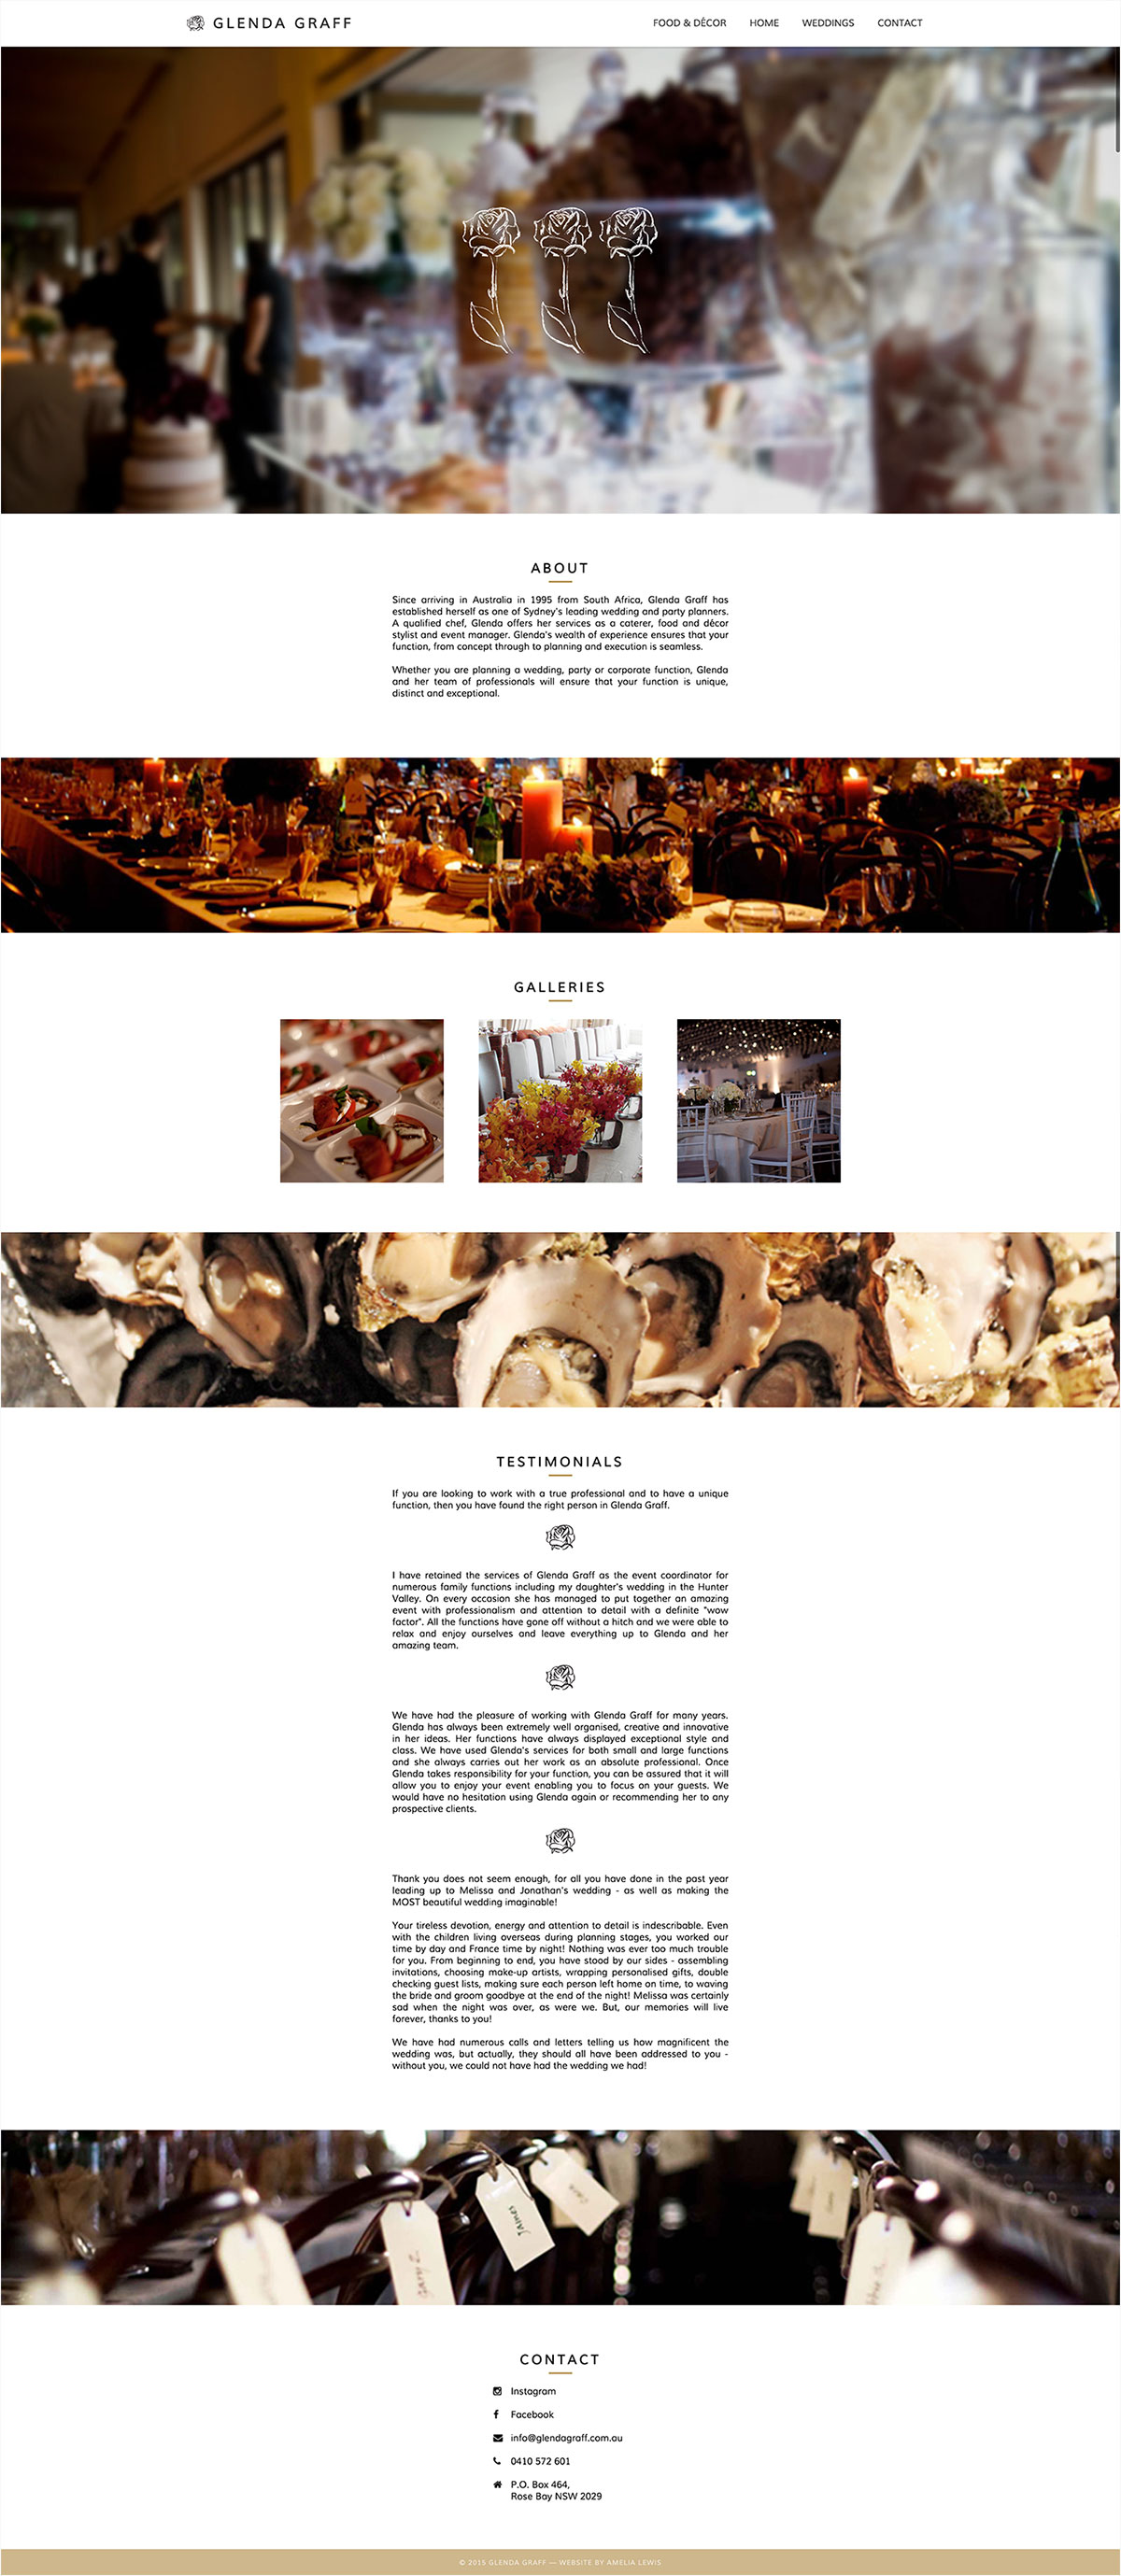 GLENDA GRAFF
FOOD & DÉCOR HOME WEDDINGS CONTACT
ABOUT
Since arriving in Australia in 1995 from South Africa, Glenda Graff has
established herself as one of Sydney's leading wedding and party planners.
A qualified chef, Glenda offers her services as a caterer, food and décor
stylist and event manager. Glenda's wealth of experience ensures that your
function, from concept through to planning and execution is seamless.
Whether you are planning a wedding, party or corporate function, Glenda
and her team of professionals will ensure that your function is unique,
distinct and exceptional.
GALLERIES
TESTIMONIALS
If you are looking to work with a true professional and to have a unique
function, then you have found the right person in Glenda Graff.
I have retained the services of Glenda Graff as the event coordinator for
numerous family functions including my daughter's wedding in the Hunter
Valley. On every occasion she has managed to put together an amazing
event with professionalism and attention to detail with a definite "wow
factor". All the functions have gone off without a hitch and we were able to
relax and enjoy ourselves and leave everything up to Glenda and her
amazing team.
We have had the pleasure of working with Glenda Graff for many years.
Glenda has always been extremely well organised, creative and innovative
in her ideas. Her functions have always displayed exceptional style and
class. We have used Glenda's services for both small and large functions
and she always carries out her work as an absolute professional. Once
Glenda takes responsibility for your function, you can be assured that it will
allow you to enjoy your event enabling you to focus on your guests. We
would have no hesitation using Glenda again or recommending her to any
prospective clients.
Thank you does not seem enough, for all you have done in the past year
leading up to Melissa and Jonathan's wedding - as well as making the
MOST beautiful wedding imaginable!
Your tireless devotion, energy and attention to detail is indescribable. Even
with the children living overseas during planning stages, you worked our
time by day and France time by night! Nothing was ever too much trouble
for you. From beginning to end, you have stood by our sides - assembling
invitations, choosing make-up artists, wrapping personalised gifts, double
checking guest lists, making sure each person left home on time, to waving
the bride and groom goodbye at the end of the night! Melissa was certainly
sad when the night was over, as were we. But, our memories will live
forever, thanks to you!
We have had numerous calls and letters telling us how magnificent the
wedding was, but actually, they should all have been addressed to you -
without you, we could not have had the wedding we had!
James
CONTACT
Instagram
Facebook
info@glendagraff.com.au
0410 572 601
P.O. Box 464,
Rose Bay NSW 2029
© 2015 GLENDA GRAFF — WEBSITE BY AMELIA LEWIS